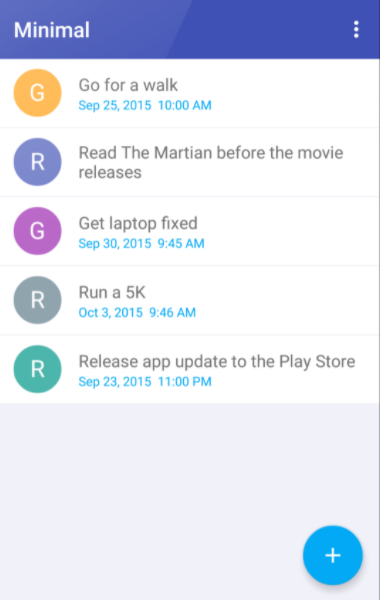 Minimal
G
Go for a walk
Sep 25, 2015 10:00 AM
R
Read The Martian before the movie
releases
G
Get laptop fixed
Sep 30, 2015 9:45 AM
R
Run a 5K
Oct 3, 2015 9:46 AM
R
Release app update to the Play Store
Sep 23, 2015 11:00 PM
+